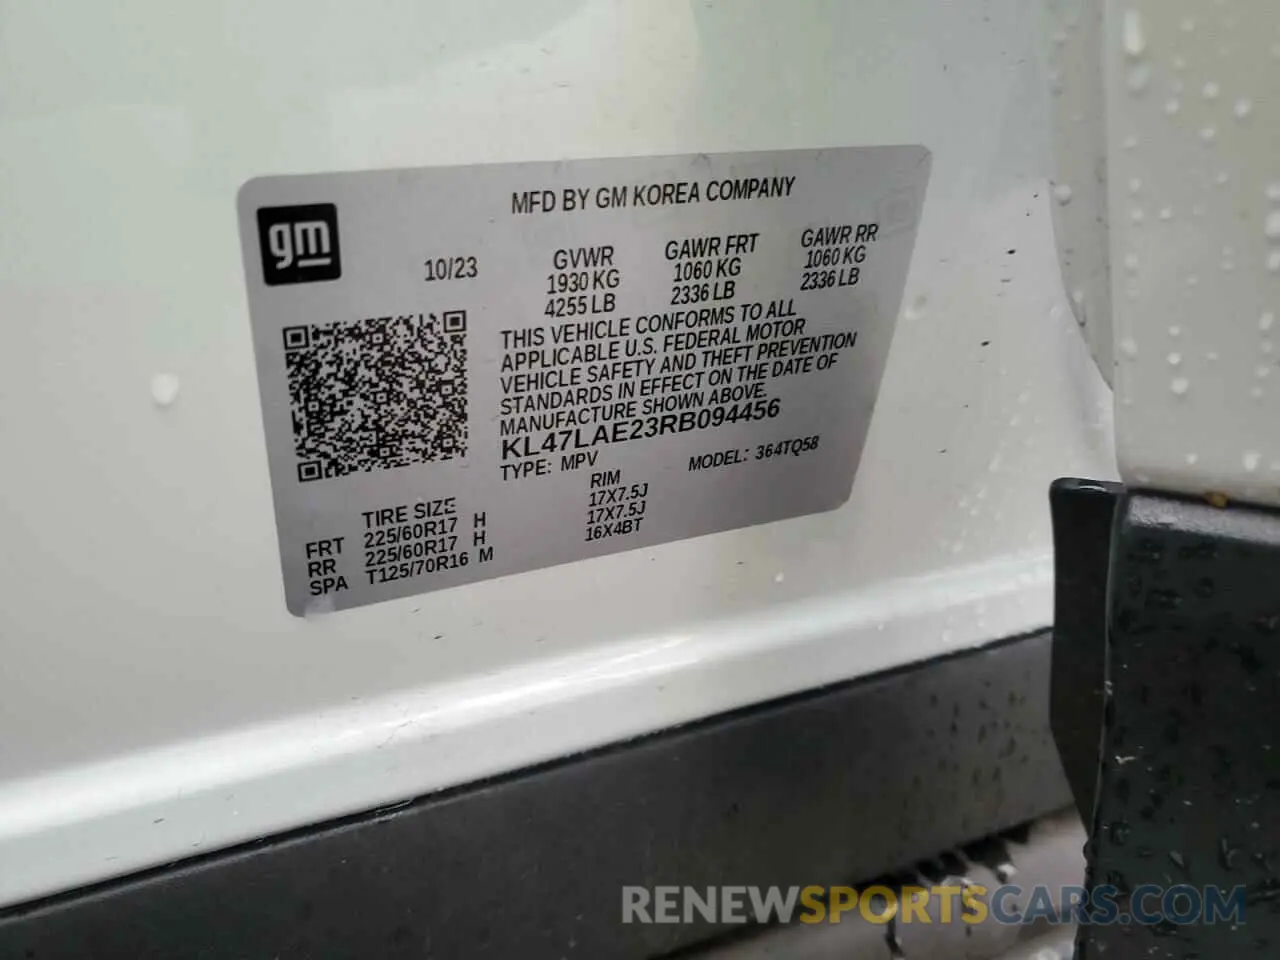 MFD BY GM KOREA COMPANY
gm
10/23
GVWR
1930 KG
4255 LB
GAWR FRT
1060 KG
2336 LB
GAWR RR
1060 KG
2336 LB
THIS VEHICLE CONFORMS TO ALL
APPLICABLE U.S. FEDERAL MOTOR
VEHICLE SAFETY AND THEFT PREVENTION
STANDARDS IN EFFECT ON THE DATE OF
MANUFACTURE SHOWN ABOVE.
KL47LAE23RB094456
TYPE: MPV
MODEL: 364TQ58
TIRE SIZE
RIM
FRT 225/60R17 H 17X7.5J
RR 225/60R17 H 17X7.5J
SPA T125/70R16 M 16X4BT
RENEWSPORTSCARS.COM